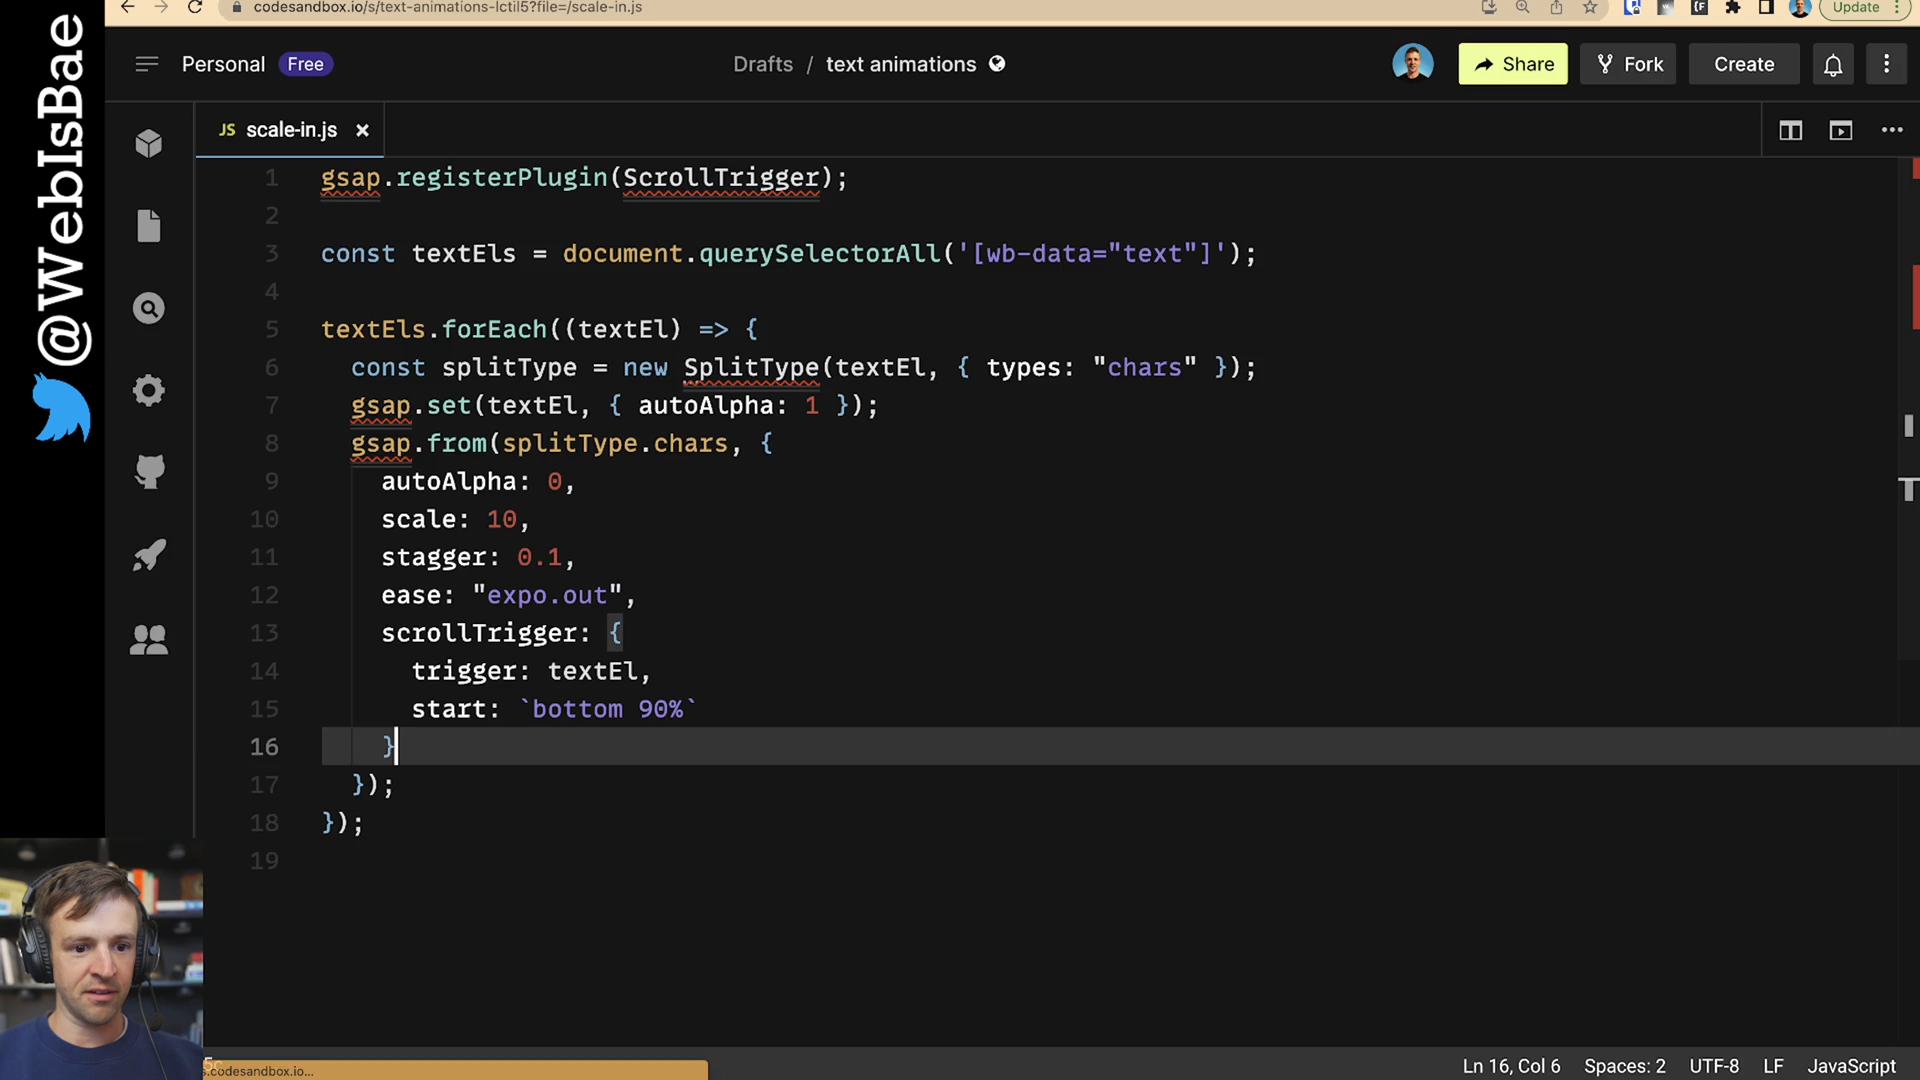 codesandbox.io/s/text-animations-lctil5?file=/scale-in.js
Update
Personal Free
Drafts / text animations
Share
Fork
Create
@WebIsBae
JS scale-in.js
1 gsap.registerPlugin(ScrollTrigger);
2
3 const textEls = document.querySelectorAll('[wb-data="text"]');
4
5 textEls.forEach((textEl) => {
6 const splitType = new SplitType(textEl, { types: "chars" });
7 gsap.set(textEl, { autoAlpha: 1 });
8 gsap.from(splitType.chars, {
9 autoAlpha: 0,
10 scale: 10,
11 stagger: 0.1,
12 ease: "expo.out",
13 scrollTrigger: {
14 trigger: textEl,
15 start: `bottom 90%`
16 }
17 });
18 });
19
s.codesandbox.io...
Ln 16, Col 6 Spaces: 2 UTF-8 LF JavaScript